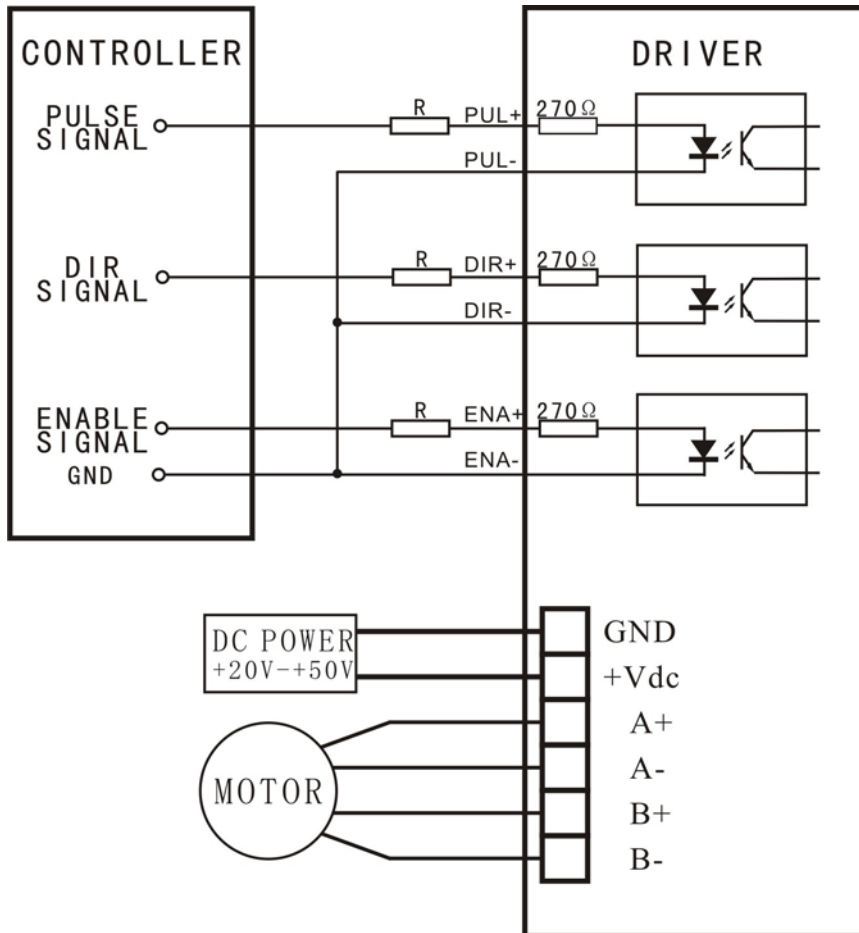 CONTROLLER
DRIVER
PULSE
SIGNAL
R
PUL+
270Ω
PUL-
DIR
SIGNAL
R
DIR+
270Ω
DIR-
ENABLE
SIGNAL
R
ENA+
270Ω
GND
ENA-
DC POWER
+20V-+50V
GND
+Vdc
A+
MOTOR
A-
B+
B-